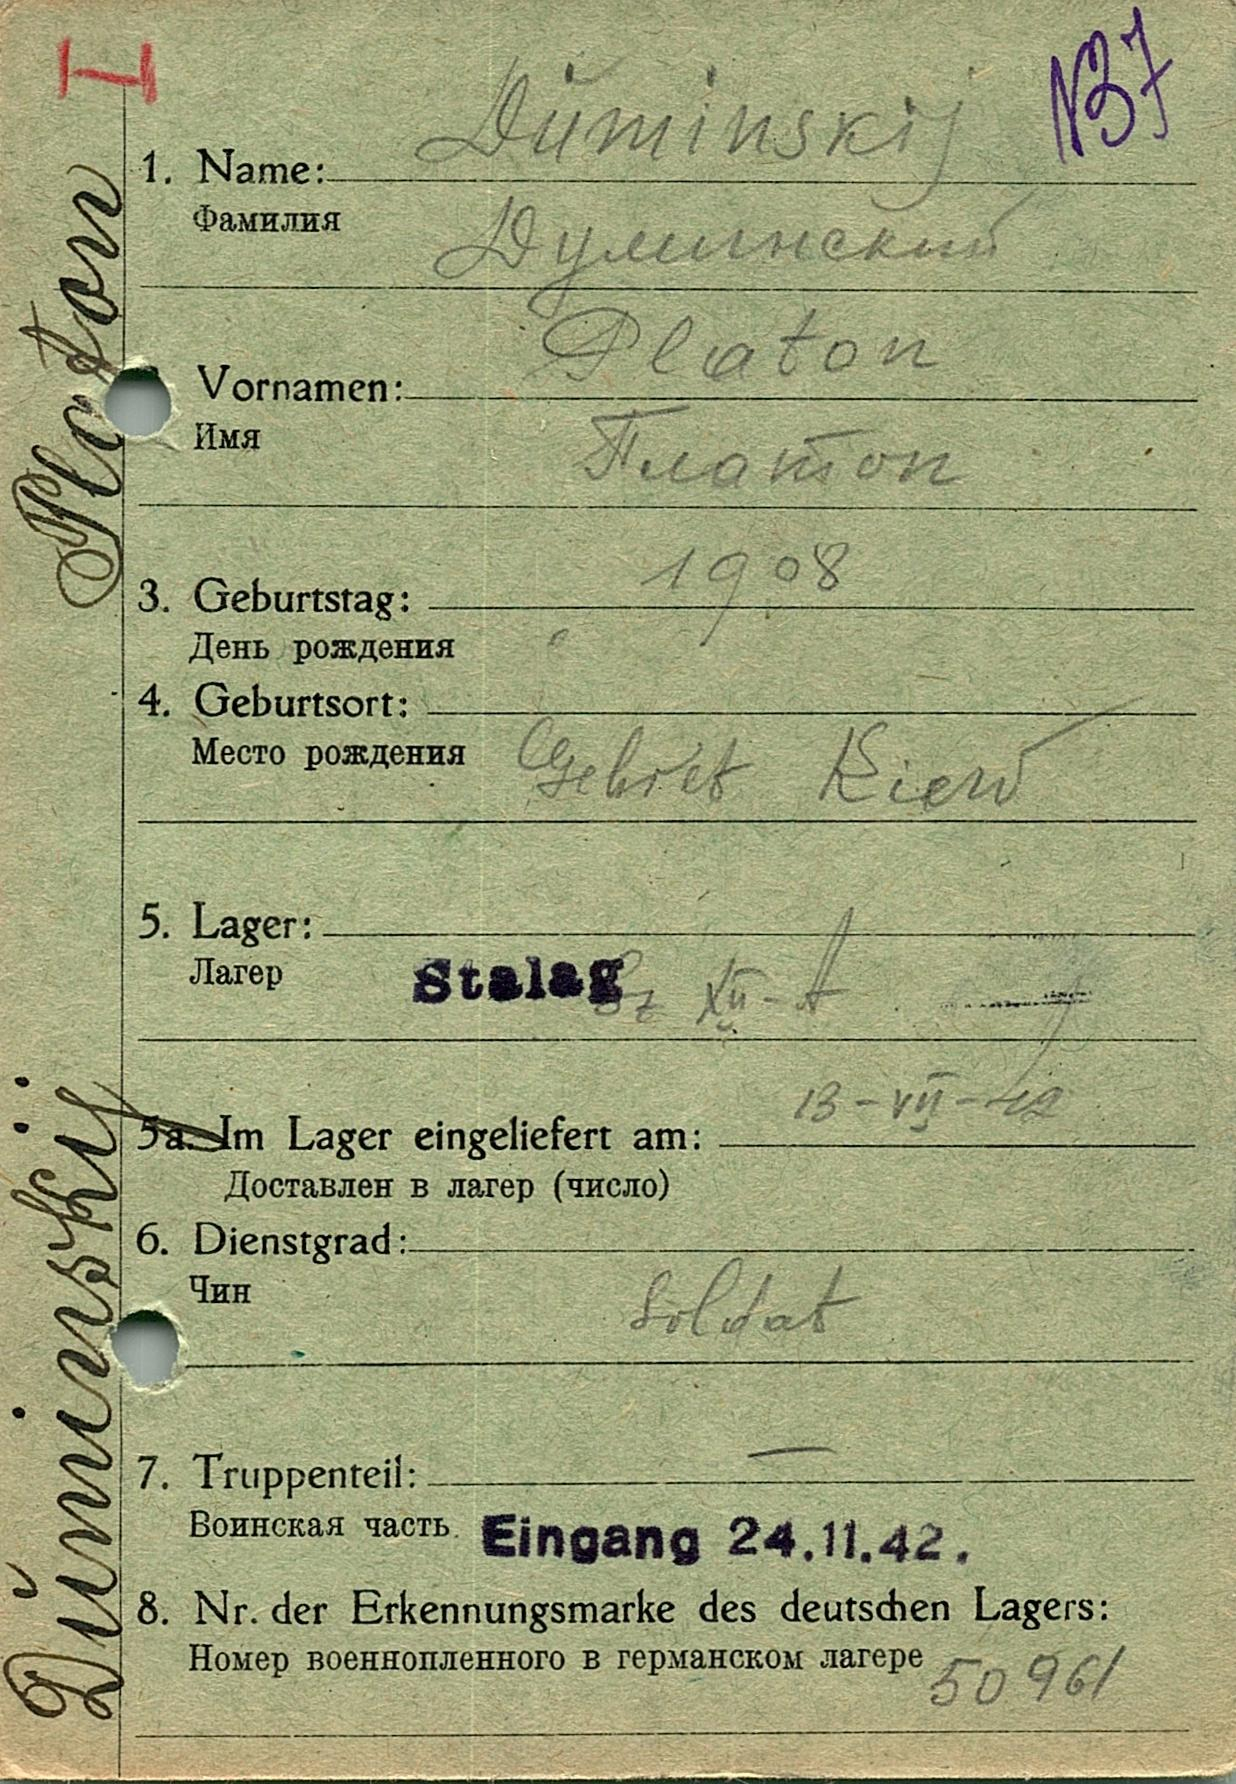 I
N37
Düminskij
1. Name:
Фамилия
Думинский
Platon
Vornamen:
Имя
Платон
1908
3. Geburtstag:
День рождения
4. Geburtsort:
Место рождения
Gebiet Kiew
5. Lager:
Лагер
Stalag XII-A
13-VII-42
5a. Im Lager eingeliefert am:
Доставлен в лагер (число)
6. Dienstgrad:
Чин
Soldat
7. Truppenteil: —
Воинская часть
Eingang 24.11.42.
8. Nr. der Erkennungsmarke des deutschen Lagers:
Номер военнопленного в германском лагере
50961
Düminskij Platon